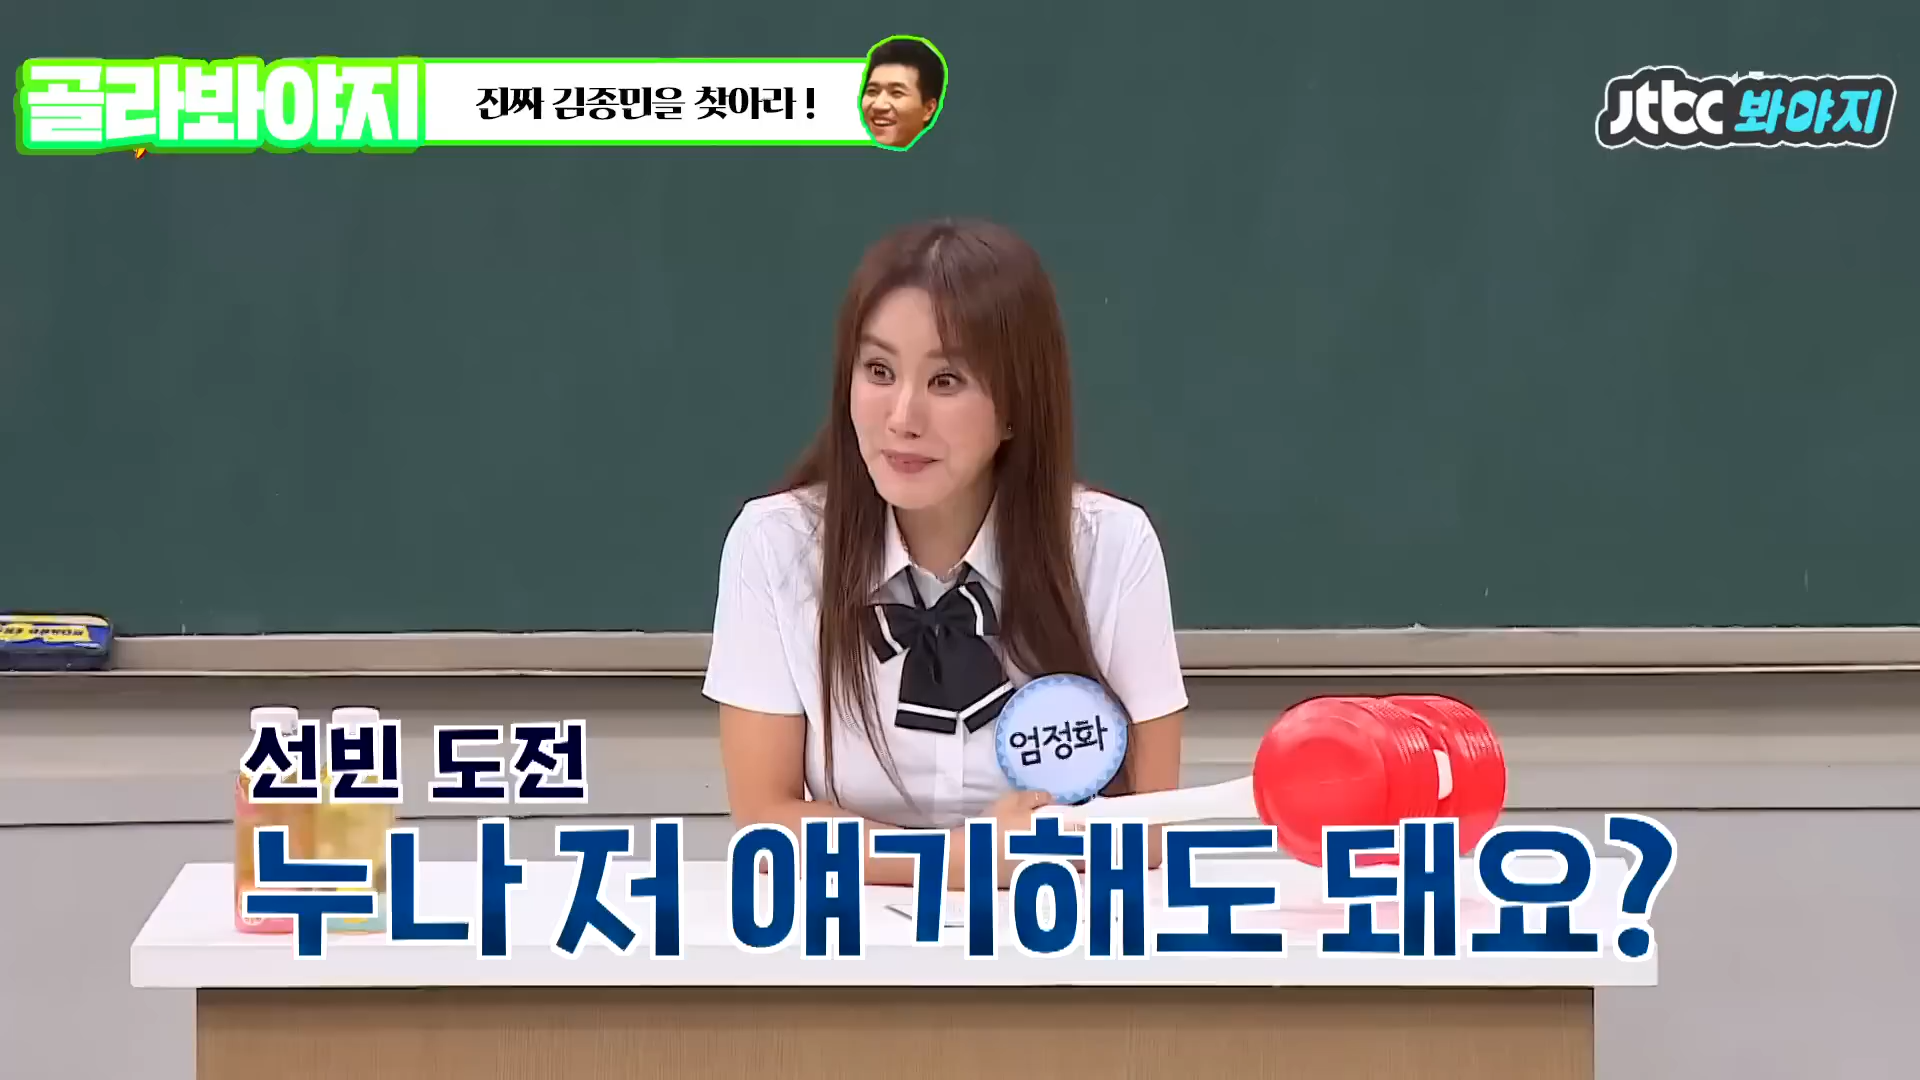 골라봐야지
진짜 김종민을 찾아라!
jtbc 봐야지
엄정화
선빈 도전
누나 저 얘기해도 돼요?